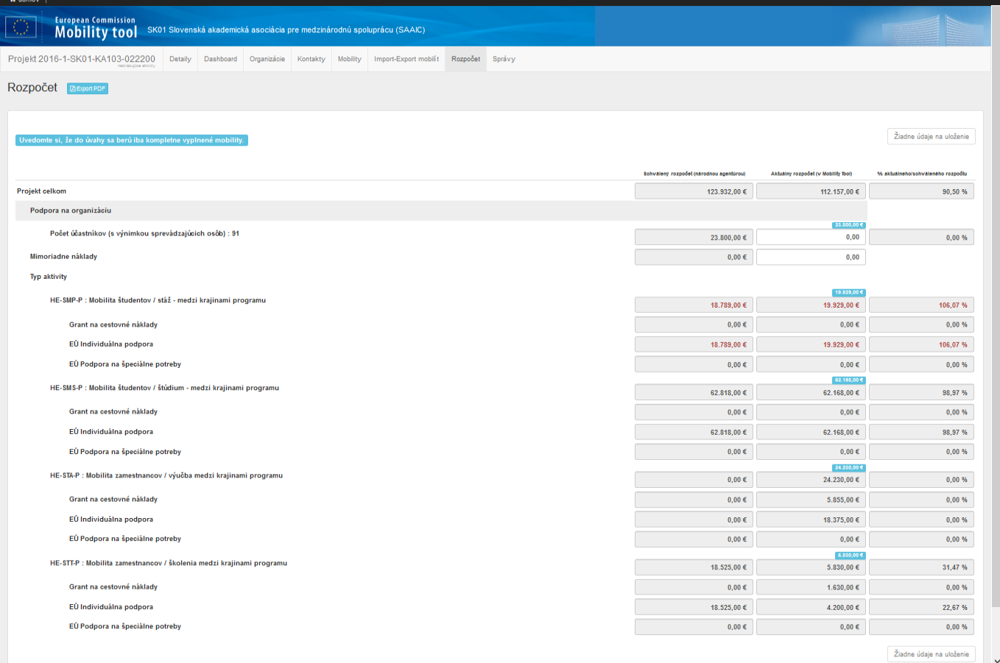 domov
European Commission
Mobility tool SK01 Slovenská akademická asociácia pre medzinárodnú spoluprácu (SAAIC)
Projekt 2016-1-SK01-KA103-022200 Detaily Dashboard Organizácie Kontakty Mobility Import-Export mobilít Rozpočet Správy
nadväzujúce aktivity
Rozpočet Export PDF
Uvedomte si, že do úvahy sa berú iba kompletne vyplnené mobility. Žiadne údaje na uloženie
Schválený rozpočet (národnou agentúrou) Aktuálny rozpočet (v Mobility Tool) % aktuálneho/schváleného rozpočtu
Projekt celkom 123.932,00 € 112.157,00 € 90,50 %
Podpora na organizáciu
23.800,00 €
Počet účastníkov (s výnimkou sprevádzajúcich osôb) : 91 23.800,00 € 0,00 0,00 %
Mimoriadne náklady 0,00 € 0,00
Typ aktivity
19.929,00 €
HE-SMP-P : Mobilita študentov / stáž - medzi krajinami programu 18.789,00 € 19.929,00 € 106,07 %
Grant na cestovné náklady 0,00 € 0,00 € 0,00 %
EÚ Individuálna podpora 18.789,00 € 19.929,00 € 106,07 %
EÚ Podpora na špeciálne potreby 0,00 € 0,00 € 0,00 %
62.168,00 €
HE-SMS-P : Mobilita študentov / štúdium - medzi krajinami programu 62.818,00 € 62.168,00 € 98,97 %
Grant na cestovné náklady 0,00 € 0,00 € 0,00 %
EÚ Individuálna podpora 62.818,00 € 62.168,00 € 98,97 %
EÚ Podpora na špeciálne potreby 0,00 € 0,00 € 0,00 %
24.230,00 €
HE-STA-P : Mobilita zamestnancov / výučba medzi krajinami programu 0,00 € 24.230,00 € 0,00 %
Grant na cestovné náklady 0,00 € 5.855,00 € 0,00 %
EÚ Individuálna podpora 0,00 € 18.375,00 € 0,00 %
EÚ Podpora na špeciálne potreby 0,00 € 0,00 € 0,00 %
5.830,00 €
HE-STT-P : Mobilita zamestnancov / školenia medzi krajinami programu 18.525,00 € 5.830,00 € 31,47 %
Grant na cestovné náklady 0,00 € 1.630,00 € 0,00 %
EÚ Individuálna podpora 18.525,00 € 4.200,00 € 22,67 %
EÚ Podpora na špeciálne potreby 0,00 € 0,00 € 0,00 %
Žiadne údaje na uloženie